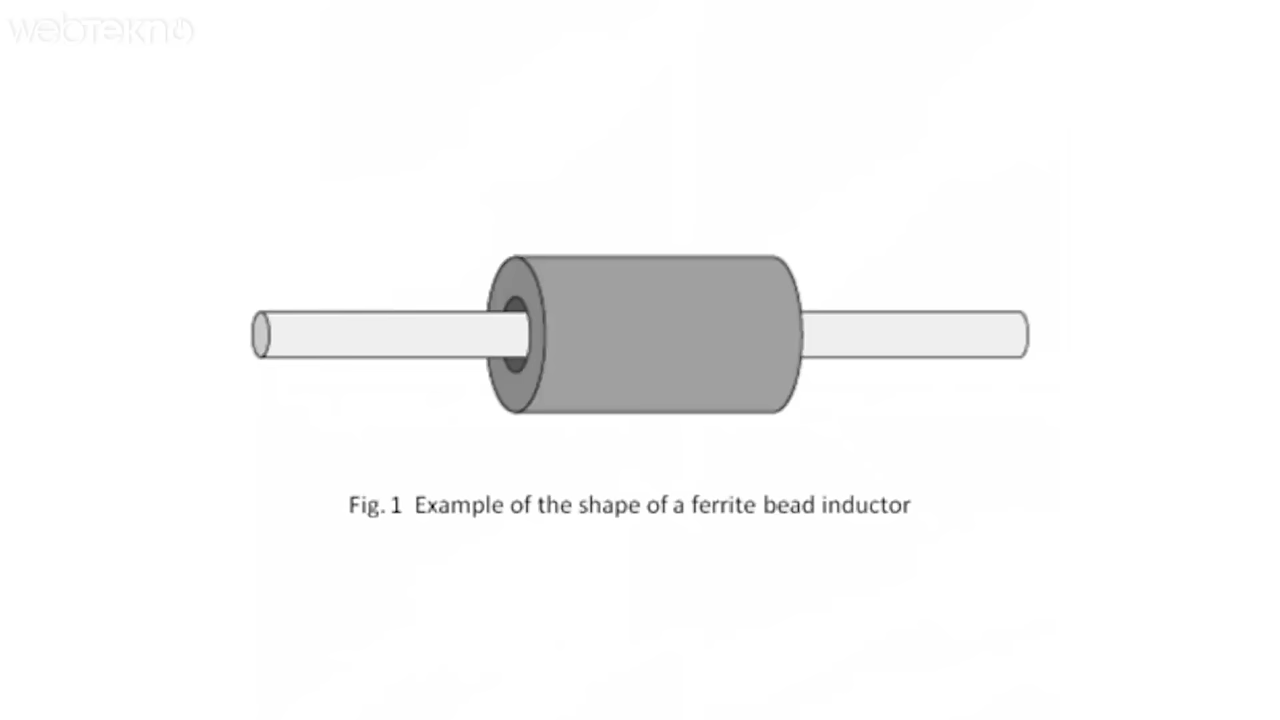 webtekno
Fig. 1 Example of the shape of a ferrite bead inductor